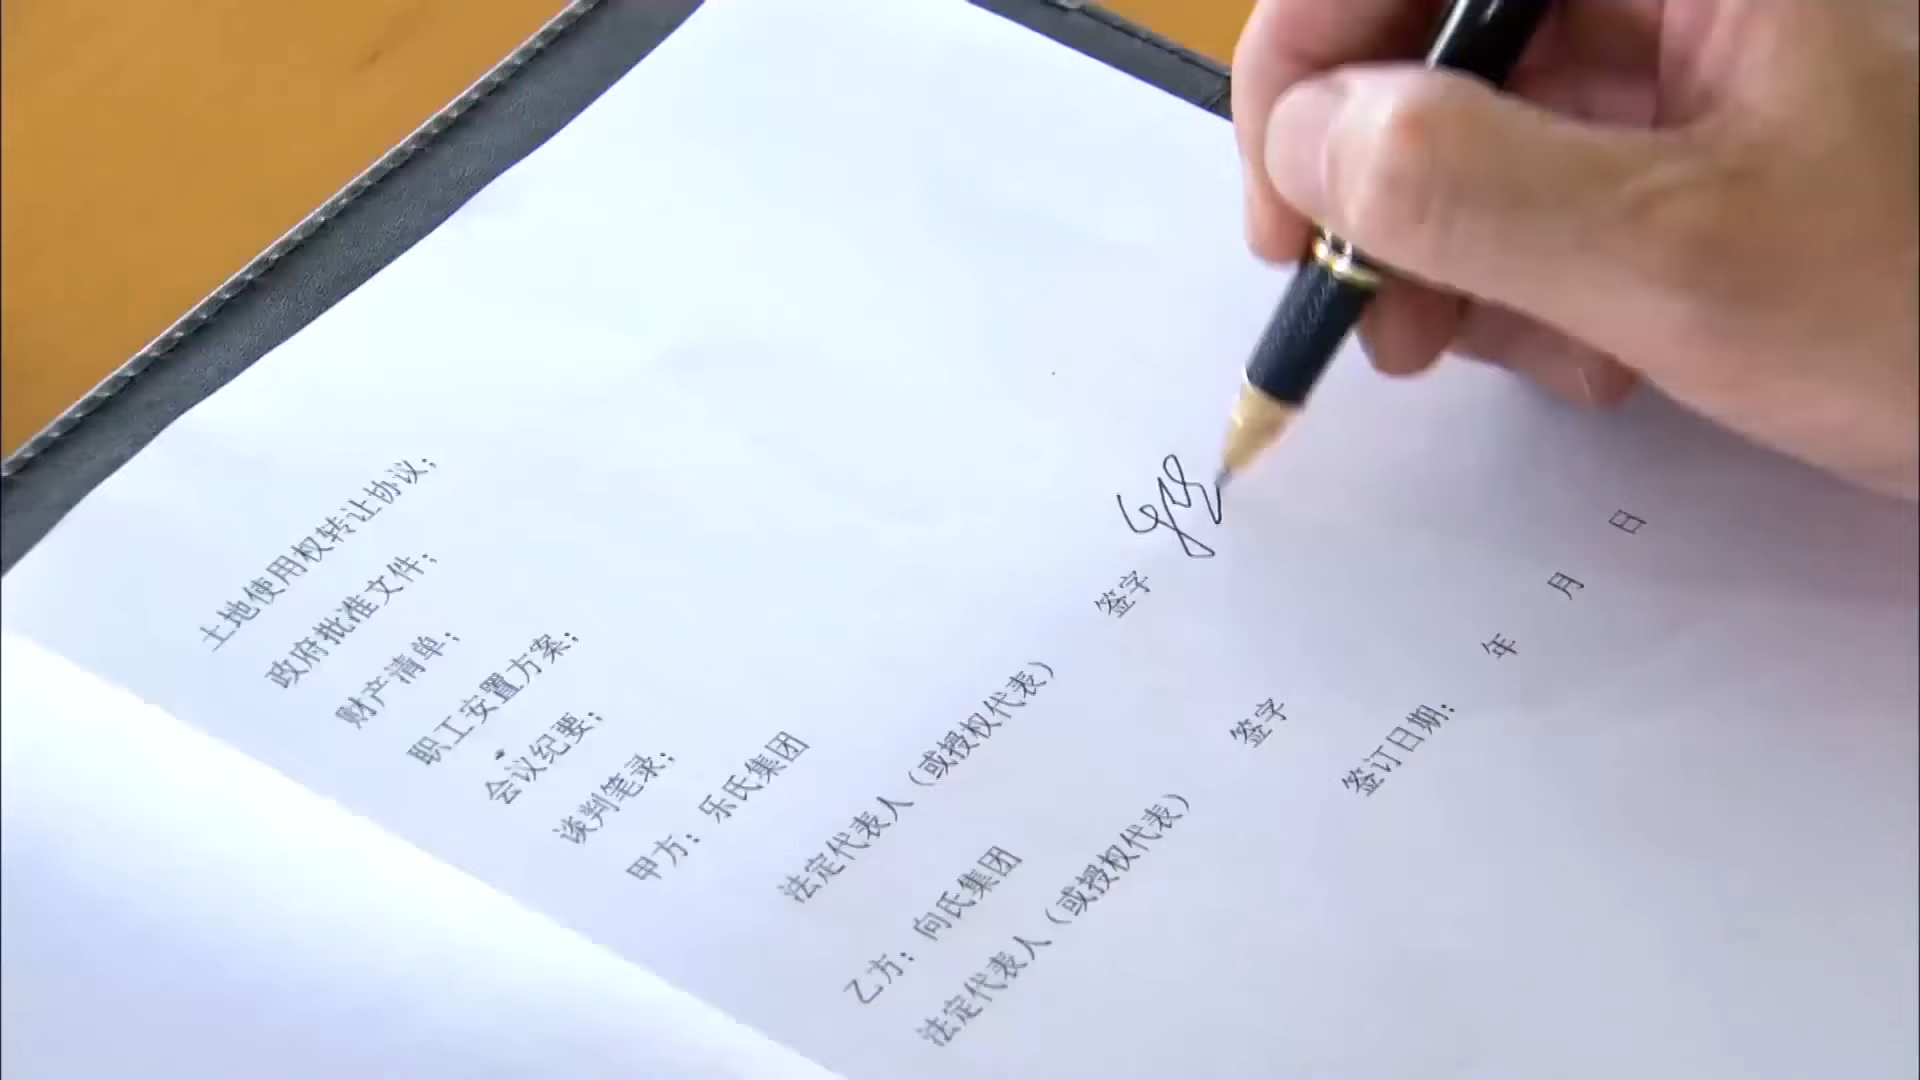 土地使用权转让协议；
政府批准文件；
财产清单；
职工安置方案；
会议纪要；
谈判笔录；
甲方：乐氏集团
法定代表人（或授权代表） 签字
乙方：向氏集团
法定代表人（或授权代表） 签字
签订日期： 年 月 日